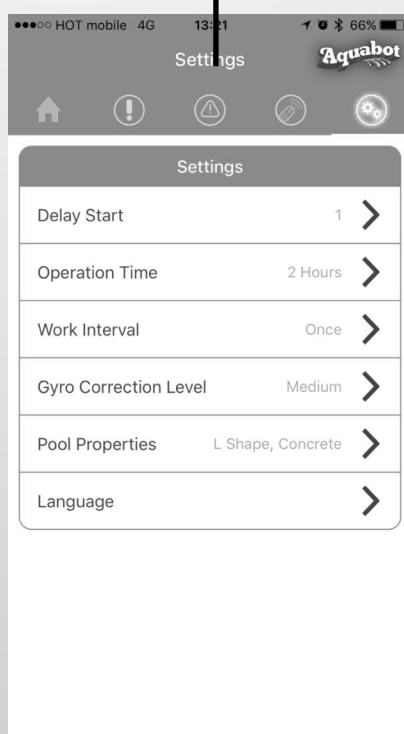 HOT mobile 4G 13:21 66%
Settings
Aquabot
Settings
Delay Start 1
Operation Time 2 Hours
Work Interval Once
Gyro Correction Level Medium
Pool Properties L Shape, Concrete
Language